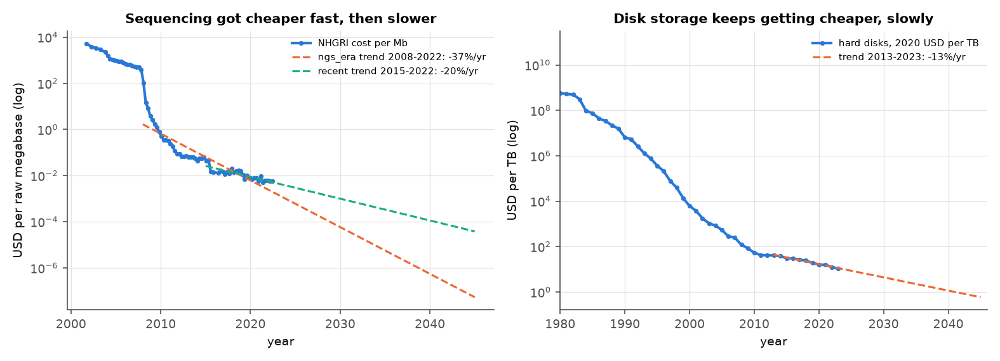 Sequencing got cheaper fast, then slower
USD per raw megabase (log)
10^4
10^2
10^0
10^−2
10^−4
10^−6
NHGRI cost per Mb
ngs_era trend 2008-2022: -37%/yr
recent trend 2015-2022: -20%/yr
2000 2010 2020 2030 2040
year
Disk storage keeps getting cheaper, slowly
USD per TB (log)
10^10
10^8
10^6
10^4
10^2
10^0
hard disks, 2020 USD per TB
trend 2013-2023: -13%/yr
1980 1990 2000 2010 2020 2030 2040
year